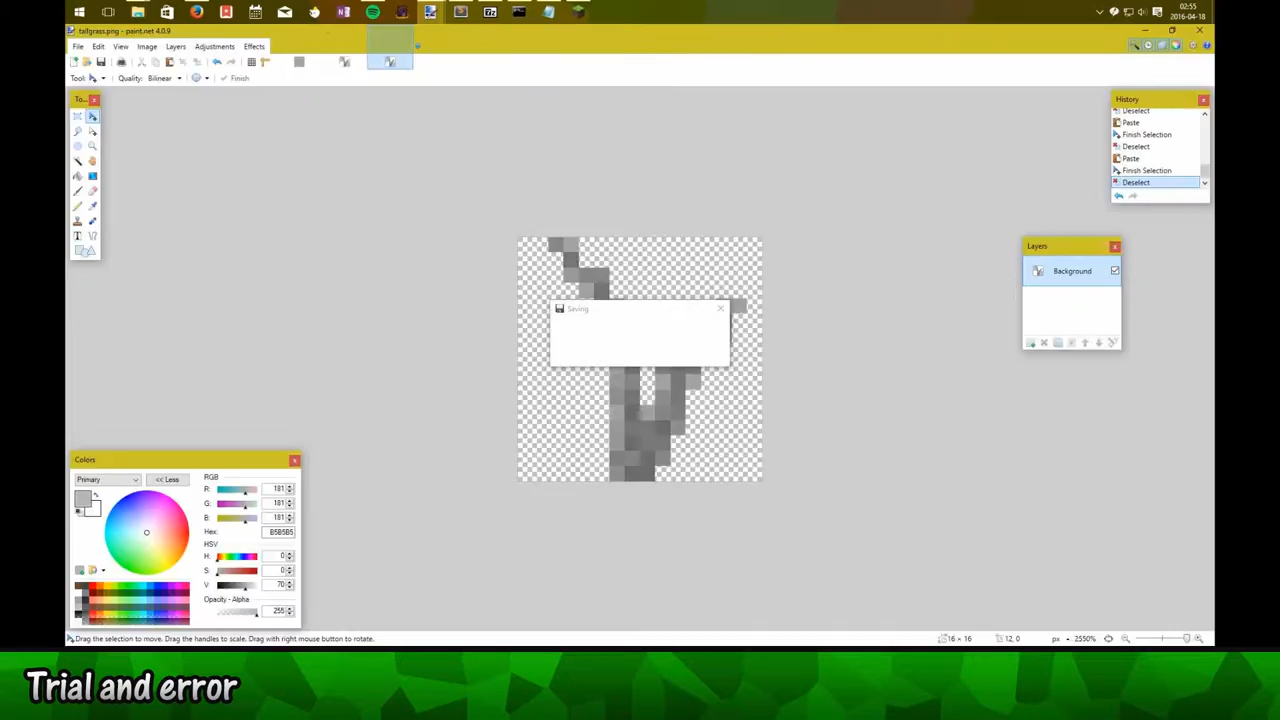 02:55
2016-04-18
tallgrass.png - paint.net 4.0.9
File Edit View Image Layers Adjustments Effects
Tool: Quality: Bilinear Finish
To...
History
Deselect
Paste
Finish Selection
Deselect
Paste
Finish Selection
Deselect
Layers
Background
Saving
Colors
Primary << Less
RGB
R: 181
G: 181
B: 181
Hex: B5B5B5
HSV
H: 0
S: 0
V: 70
Opacity - Alpha
255
Drag the selection to move. Drag the handles to scale. Drag with right mouse button to rotate.
16 × 16 12, 0 px 2550%
Trial and error